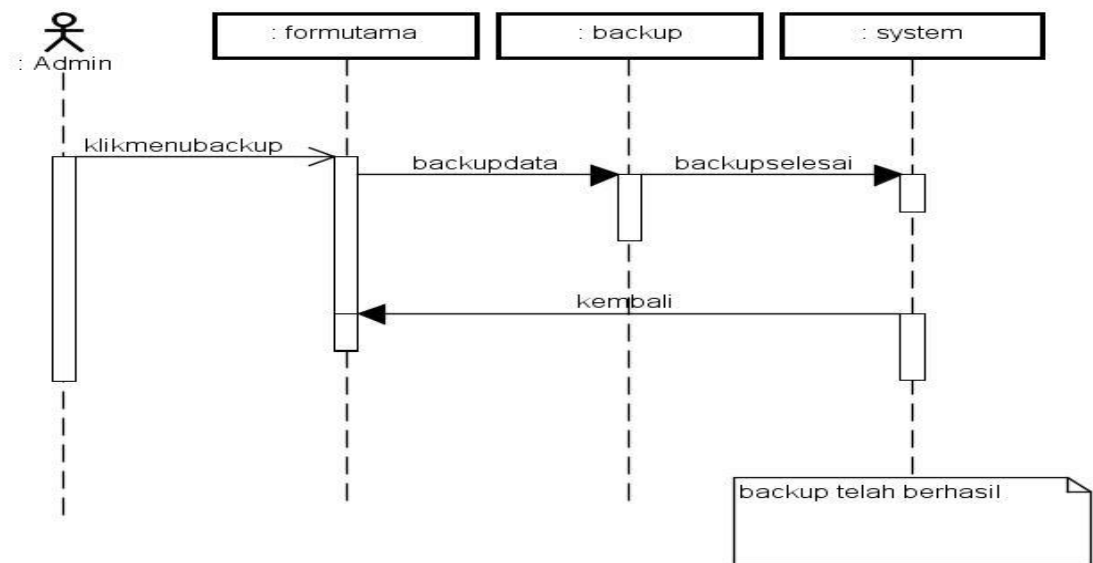 : Admin
: formutama
: backup
: system
klikmenubackup
backupdata
backupselesai
kembali
backup telah berhasil